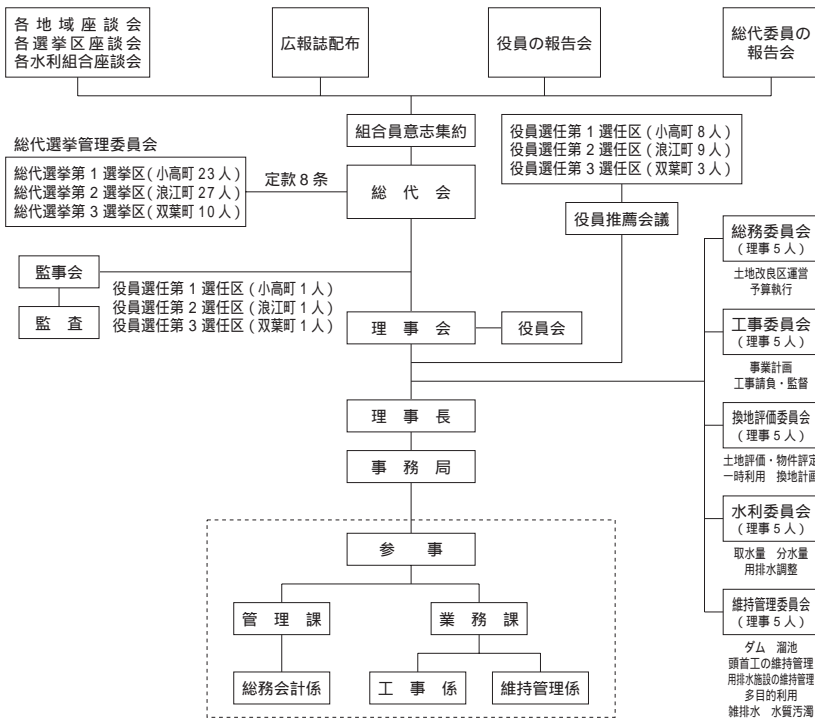 各地域座談会
各選挙区座談会
各水利組合座談会
広報誌配布
役員の報告会
総代委員の
報告会
組合員意志集約
総代選挙管理委員会
総代選挙第1選挙区(小高町23人)
総代選挙第2選挙区(浪江町27人)
総代選挙第3選挙区(双葉町10人)
定款8条
総代会
役員選任第1選任区(小高町8人)
役員選任第2選任区(浪江町9人)
役員選任第3選任区(双葉町3人)
役員推薦会議
監事会
監査
役員選任第1選任区(小高町1人)
役員選任第2選任区(浪江町1人)
役員選任第3選任区(双葉町1人)
理事会
役員会
理事長
事務局
参事
管理課
業務課
総務会計係
工事係
維持管理係
総務委員会
(理事5人)
土地改良区運営
予算執行
工事委員会
(理事5人)
事業計画
工事請負・監督
換地評価委員会
(理事5人)
土地評価・物件評定
一時利用 換地計画
水利委員会
(理事5人)
取水量 分水量
用排水調整
維持管理委員会
(理事5人)
ダム 溜池
頭首工の維持管理
用排水施設の維持管理
多目的利用
雑排水 水質汚濁